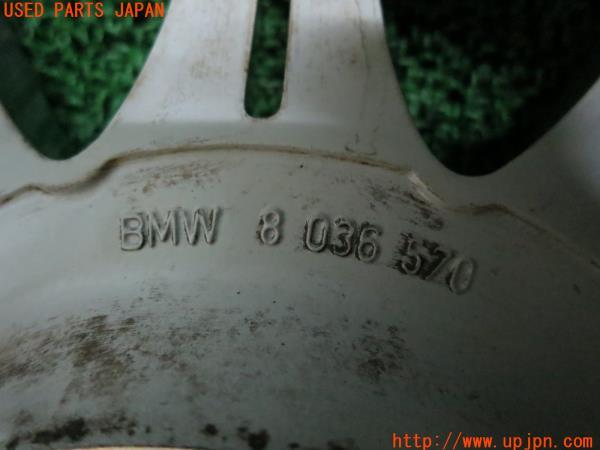 USED PARTS JAPAN
BMW 8 036 570
http://www.upjpn.com